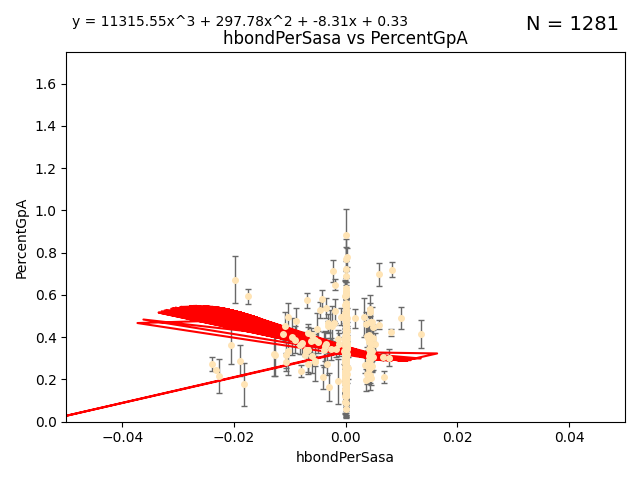 y = 11315.55x^3 + 297.78x^2 + -8.31x + 0.33
N = 1281
hbondPerSasa vs PercentGpA
PercentGpA
1.6
1.4
1.2
1.0
0.8
0.6
0.4
0.2
0.0
−0.04
−0.02
0.00
0.02
0.04
hbondPerSasa